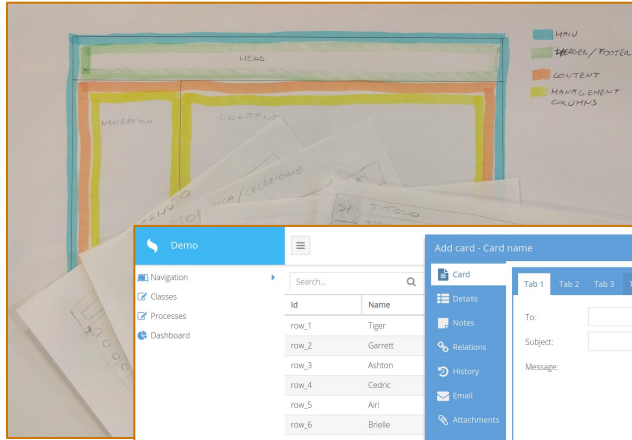 MAIN
HEADER/FOOTER
CONTENT
MANAGEMENT
COLUMNS
HEAD
NAVIGATION
CONTENT
TITOLO
Demo
Navigation
Classes
Processes
Dashboard
Search...
Id Name
row_1 Tiger
row_2 Garrett
row_3 Ashton
row_4 Cedric
row_5 Airi
row_6 Brielle
Add card - Card name
Card
Details
Notes
Relations
History
Email
Attachments
Tab 1 Tab 2 Tab 3
To:
Subject:
Message: